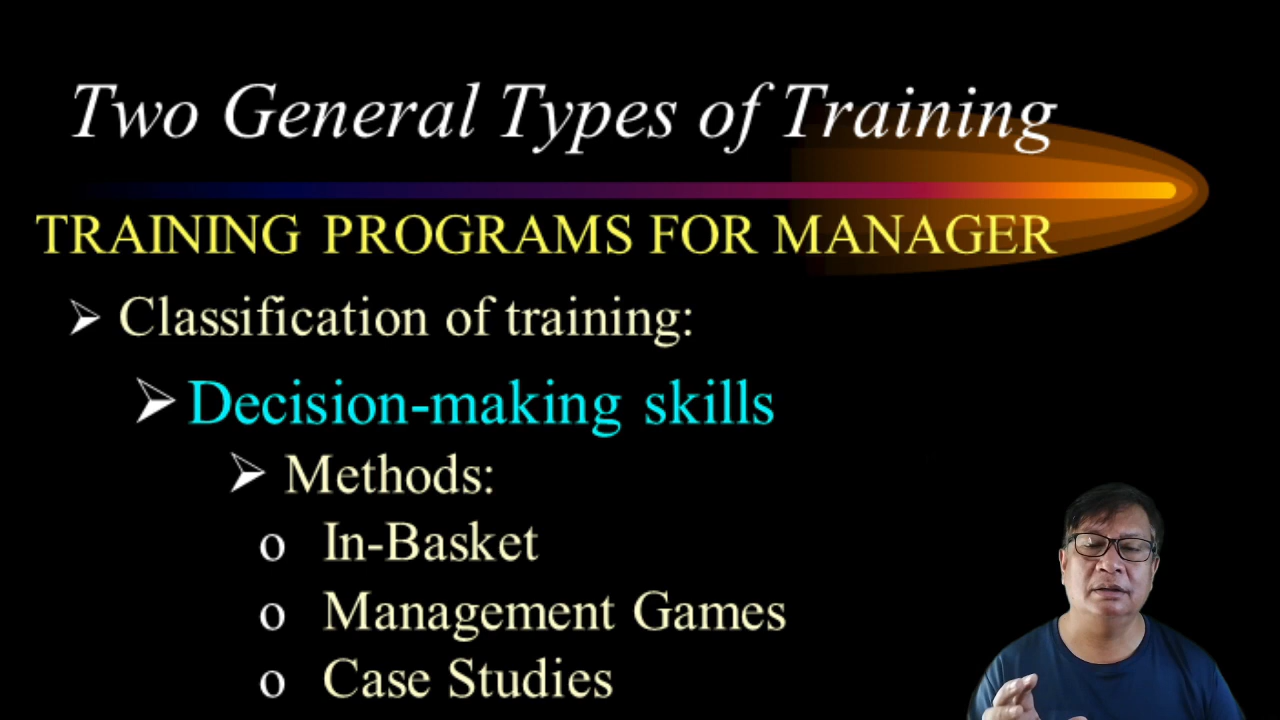 Two General Types of Training
TRAINING PROGRAMS FOR MANAGER
➢ Classification of training:
➢ Decision-making skills
➢ Methods:
o In-Basket
o Management Games
o Case Studies